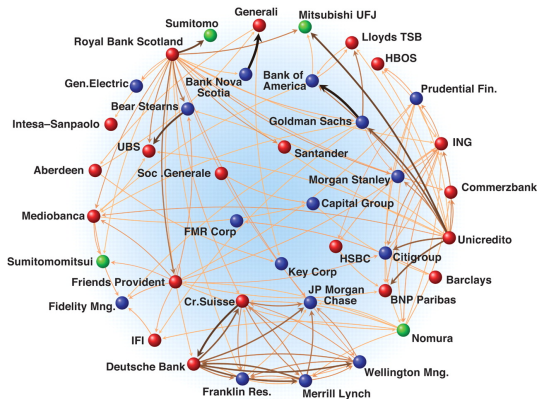 Generali
Sumitomo
Mitsubishi UFJ
Royal Bank Scotland
Lloyds TSB
HBOS
Gen.Electric
Bank Nova
Scotia
Bank of
America
Prudential Fin.
Bear Stearns
Goldman Sachs
Intesa–Sanpaolo
UBS
Santander
ING
Aberdeen
Soc .Generale
Morgan Stanley
Commerzbank
Mediobanca
Capital Group
FMR Corp
Unicredito
Sumitomomitsui
HSBC
Citigroup
Friends Provident
Key Corp
Barclays
Fidelity Mng.
Cr.Suisse
JP Morgan
Chase
BNP Paribas
IFI
Nomura
Deutsche Bank
Wellington Mng.
Franklin Res.
Merrill Lynch